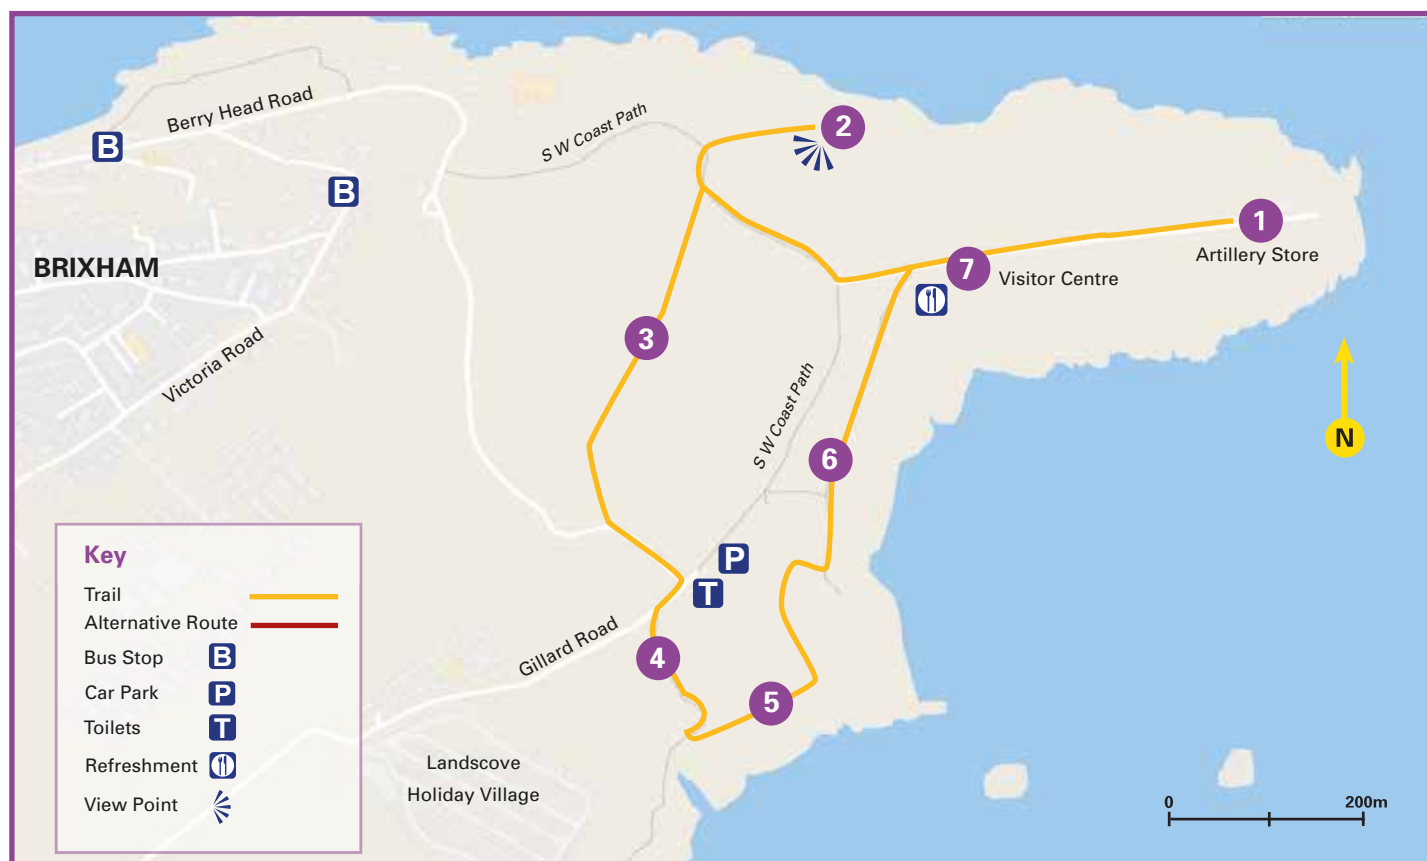 Berry Head Road
B
B
S W Coast Path
2
1
Artillery Store
7
Visitor Centre
BRIXHAM
Victoria Road
3
S W Coast Path
6
N
P
T
Gillard Road
4
5
Landscove
Holiday Village
Key
Trail
Alternative Route
Bus Stop B
Car Park P
Toilets T
Refreshment
View Point
0 200m